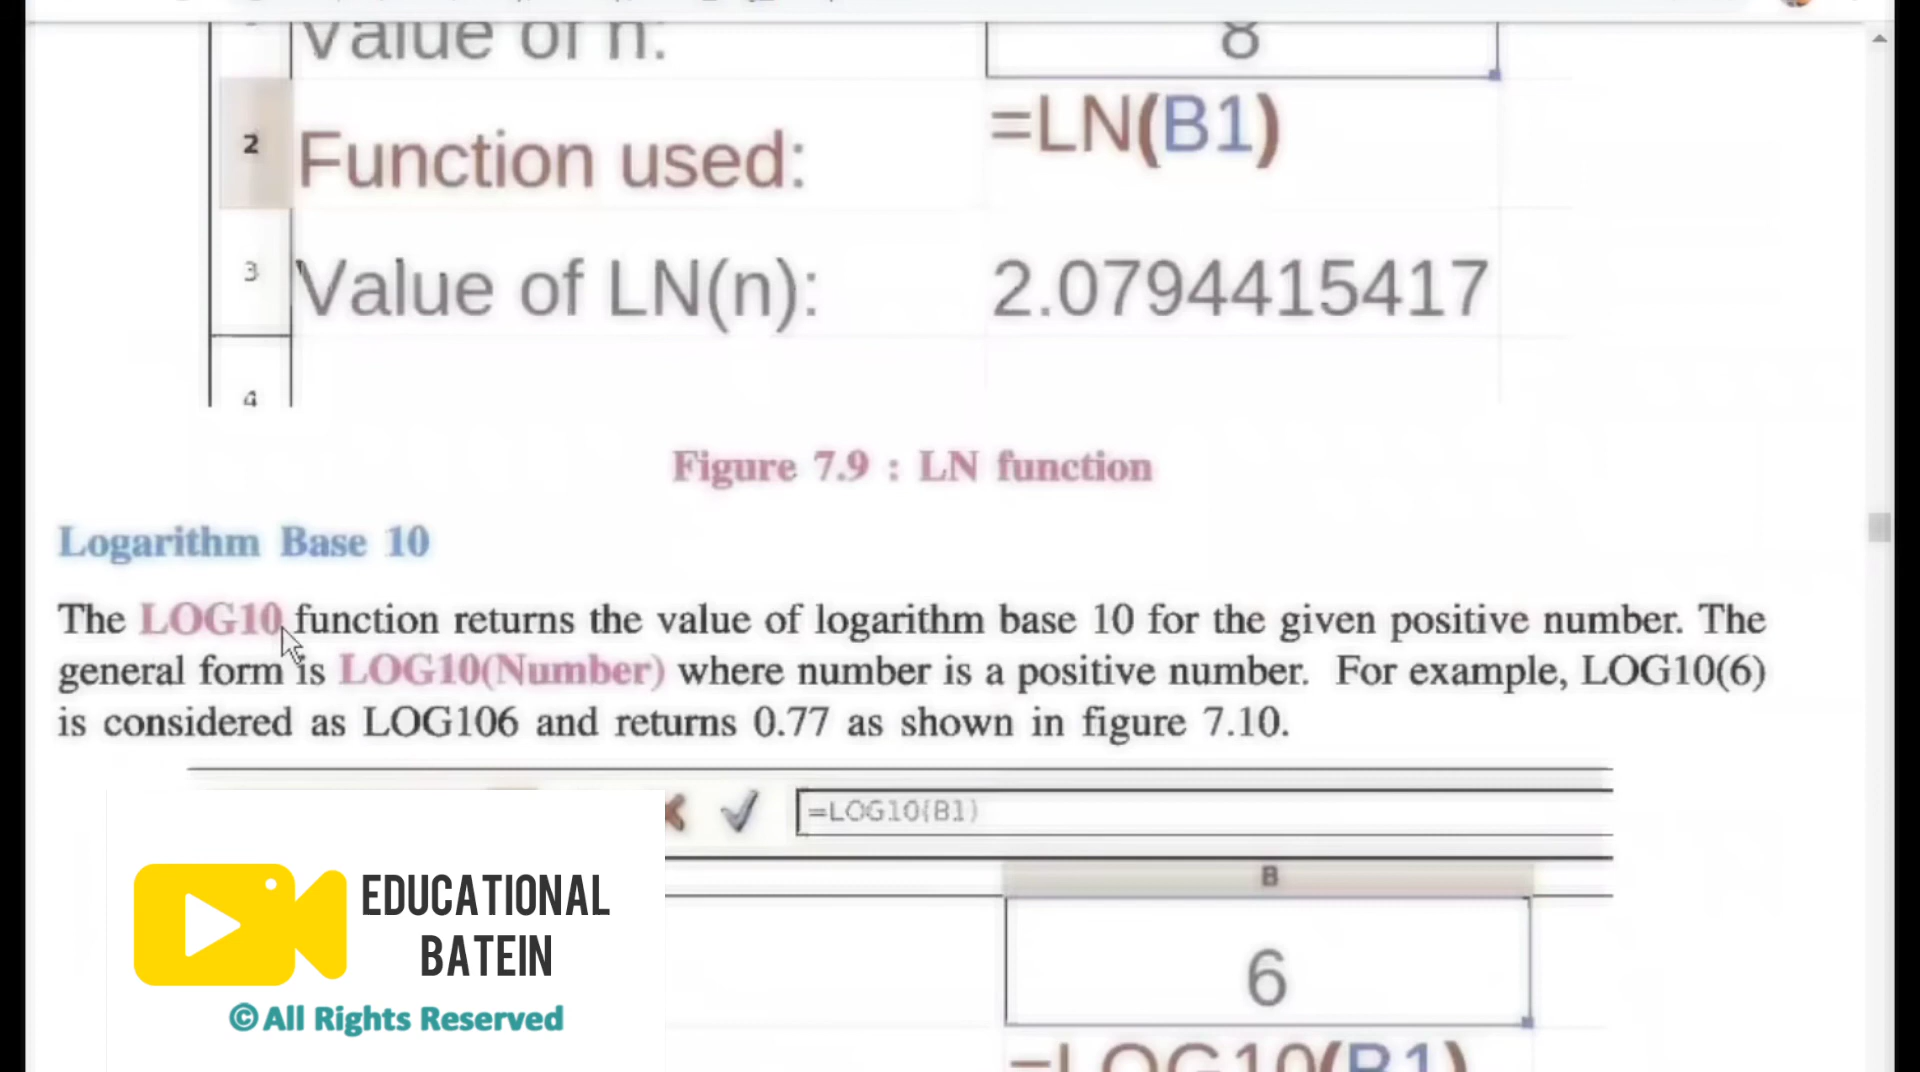 Value of n: 8
2 Function used: =LN(B1)
3 Value of LN(n): 2.0794415417
4
Figure 7.9 : LN function
Logarithm Base 10
The LOG10 function returns the value of logarithm base 10 for the given positive number. The
general form is LOG10(Number) where number is a positive number. For example, LOG10(6)
is considered as LOG106 and returns 0.77 as shown in figure 7.10.
=LOG10(B1)
B
6
=LOG10(B1)
EDUCATIONAL
BATEIN
©All Rights Reserved